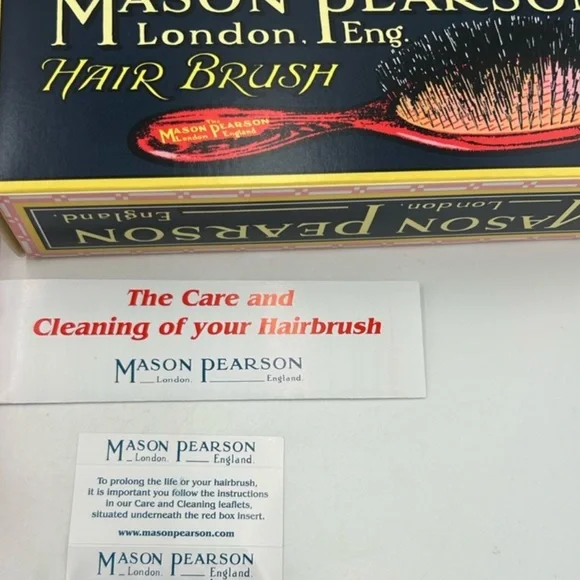 MASON PEARSON
London, Eng.
HAIR BRUSH
The
MASON PEARSON
London England
MASON PEARSON
London. England.
The Care and
Cleaning of your Hairbrush
MASON PEARSON
London. England.
MASON PEARSON
London. England.
To prolong the life or your hairbrush,
it is important you follow the instructions
in our Care and Cleaning leaflets,
situated underneath the red box insert.
www.masonpearson.com
MASON PEARSON
London. England.